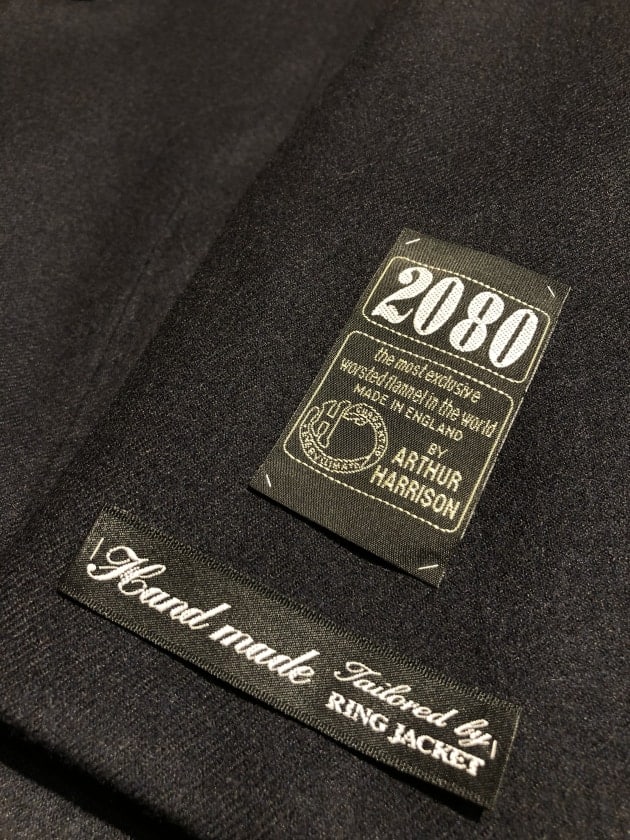 2080
the most exclusive
worsted flannel in the world
MADE IN ENGLAND
BY
ARTHUR
HARRISON
Hand made
Tailored by
RING JACKET